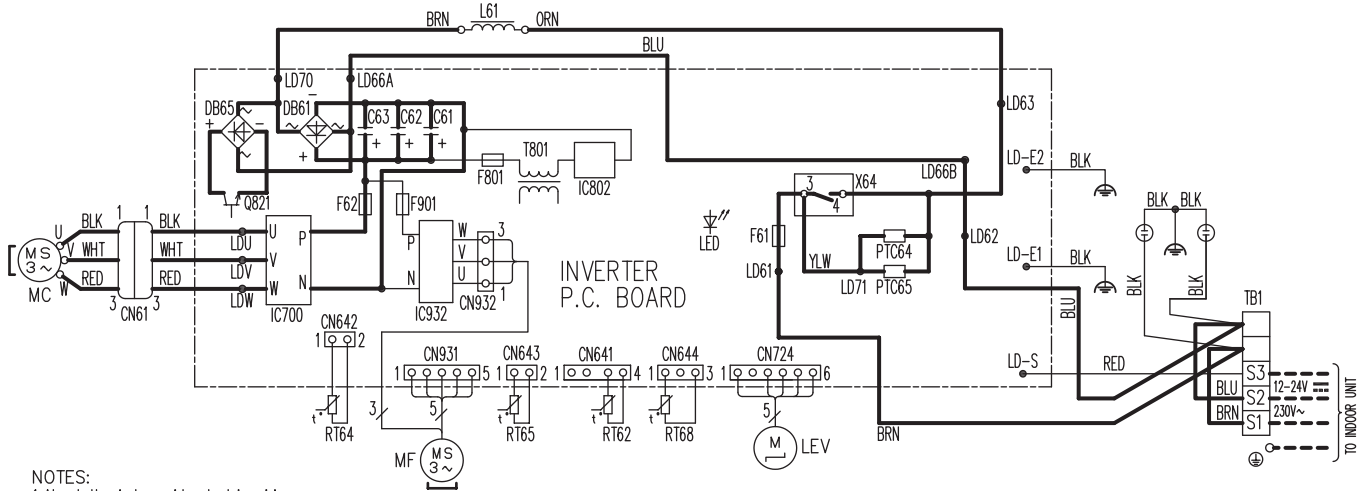 BRN L61 ORN
BLU
LD70 LD66A
LD63
DB65 DB61 C63 C62 C61
T801
F801 IC802
Q821
F62 F901
LD66B
LD-E2 BLK
3 X64
4
LED
F61
PTC64
LD62
YLW
LD61
LD71 PTC65
LD-E1 BLK
BLK BLK
BLK
BLK
1 1
U BLK BLK LDU U P
V WHT WHT LDV V
W RED RED LDW W N
MS
3~
MC
3 3
CN61
IC700
P W 3
V
N U 1
IC932 CN932
INVERTER
P.C. BOARD
BLU
TB1
CN642
1 2
CN931
1 5
CN643
1 2
CN641
1 4
CN644
1 3
CN724
1 6
LD-S RED
S3
12-24V
BLU S2
230V~
BRN S1
TO INDOOR UNIT
t° t° t° t°
3 5 5
RT64 RT65 RT62 RT68
MF MS
3~
M LEV
BRN
NOTES: